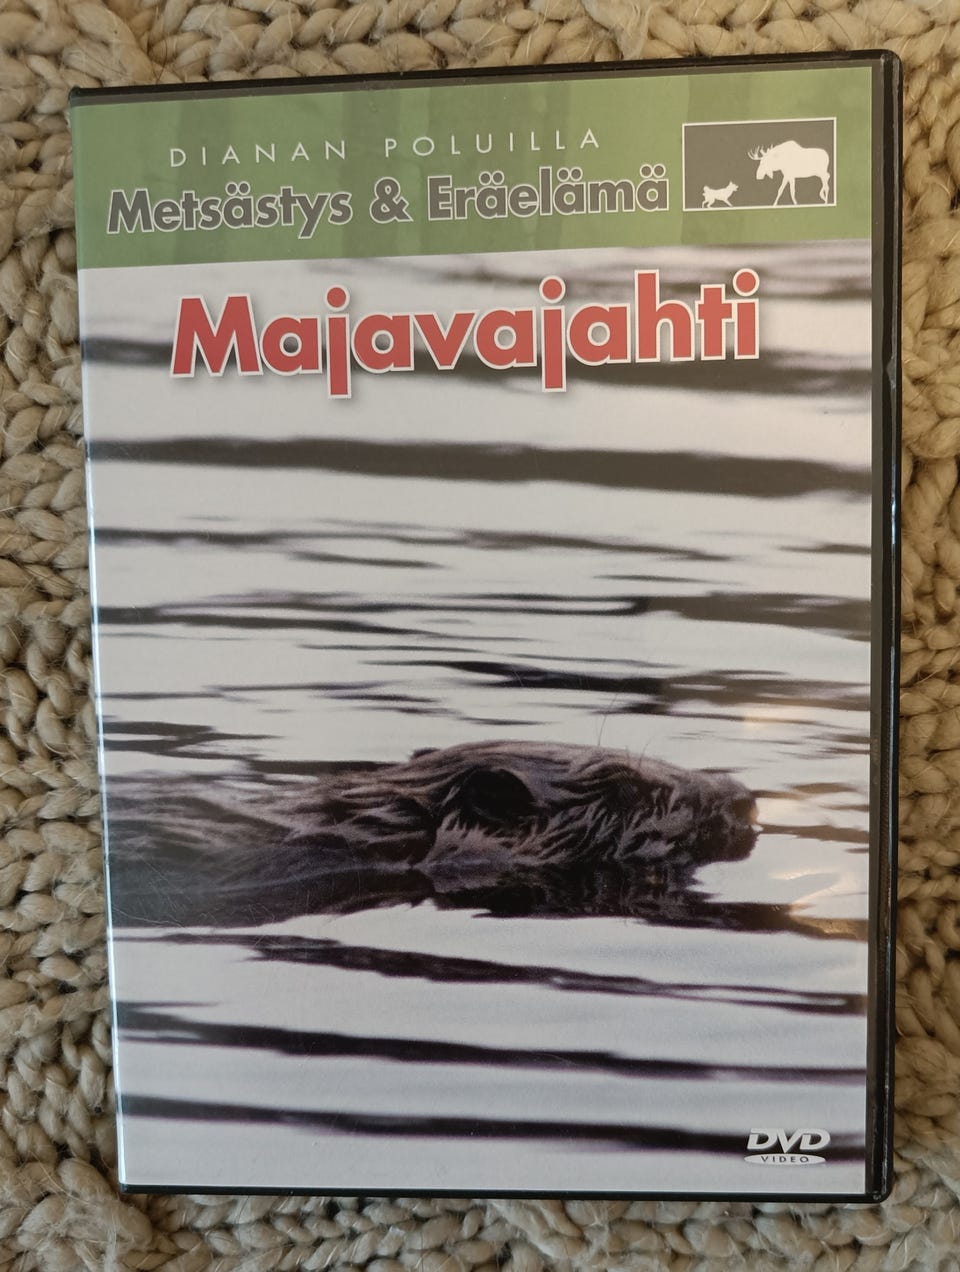 DIANAN POLUILLA
Metsästys & Eräelämä
Majavajahti
DVD
VIDEO